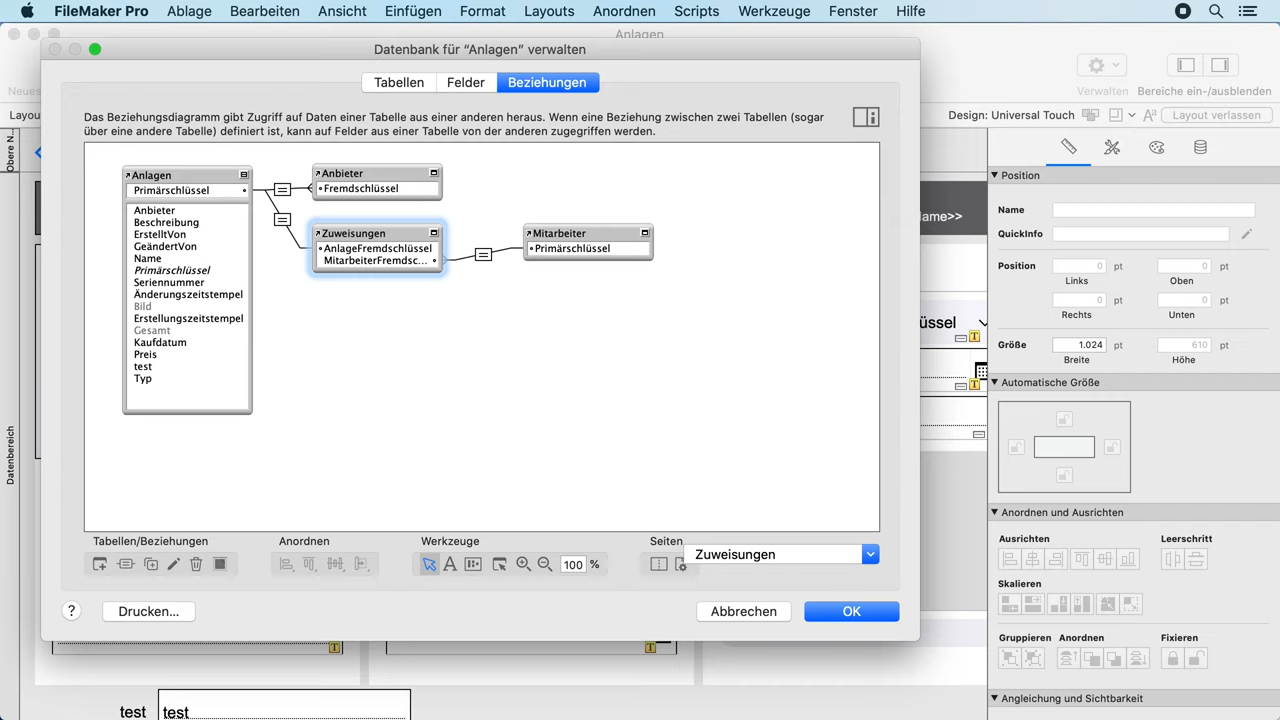 FileMaker Pro Ablage Bearbeiten Ansicht Einfügen Format Layouts Anordnen Scripts Werkzeuge Fenster Hilfe
Anlagen
Datenbank für “Anlagen” verwalten
Neues
Verwalten Bereiche ein-/ausblenden
Layou
Design: Universal Touch
Layout verlassen
Tabellen Felder Beziehungen
Das Beziehungsdiagramm gibt Zugriff auf Daten einer Tabelle aus einer anderen heraus. Wenn eine Beziehung zwischen zwei Tabellen (sogar
über eine andere Tabelle) definiert ist, kann auf Felder aus einer Tabelle von der anderen zugegriffen werden.
Obere N...
Datenbereich
Anlagen
Primärschlüssel
Anbieter
Beschreibung
ErstelltVon
GeändertVon
Name
Primärschlüssel
Seriennummer
Änderungszeitstempel
Bild
Erstellungszeitstempel
Gesamt
Kaufdatum
Preis
test
Typ
Anbieter
Fremdschlüssel
Zuweisungen
AnlageFremdschlüssel
MitarbeiterFremdsc...
Mitarbeiter
Primärschlüssel
lame>>
üssel
T
T
Tabellen/Beziehungen Anordnen Werkzeuge Seiten
A
100 %
Zuweisungen
? Drucken... Abbrechen OK
T
T
test test
Position
Name
QuickInfo
Position 0 pt 0 pt
Links Oben
0 pt 0 pt
Rechts Unten
Größe 1.024 pt 610 pt
Breite Höhe
Automatische Größe
Anordnen und Ausrichten
Ausrichten Leerschritt
Skalieren
Gruppieren Anordnen Fixieren
Angleichung und Sichtbarkeit